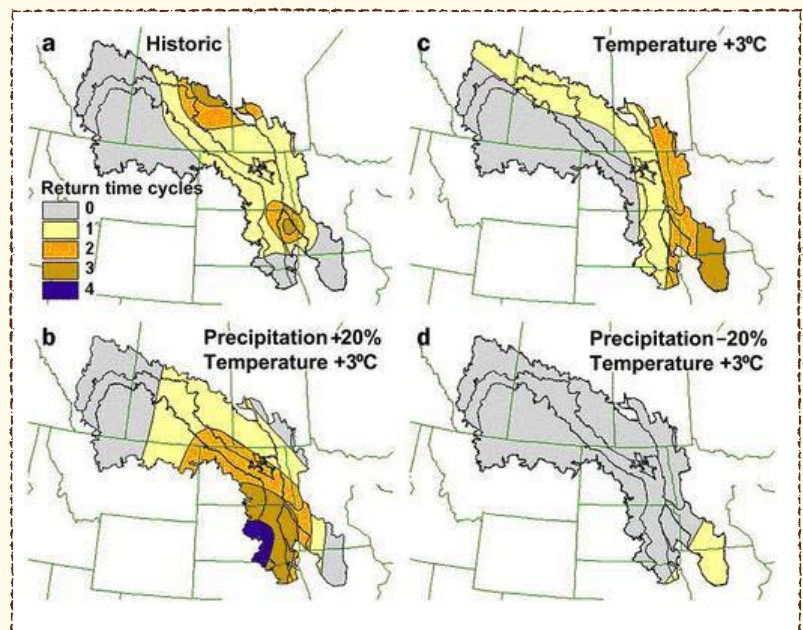 a
Historic
c
Temperature +3ºC
Return time cycles
0
1
2
3
4
b
Precipitation +20%
Temperature +3ºC
d
Precipitation –20%
Temperature +3ºC